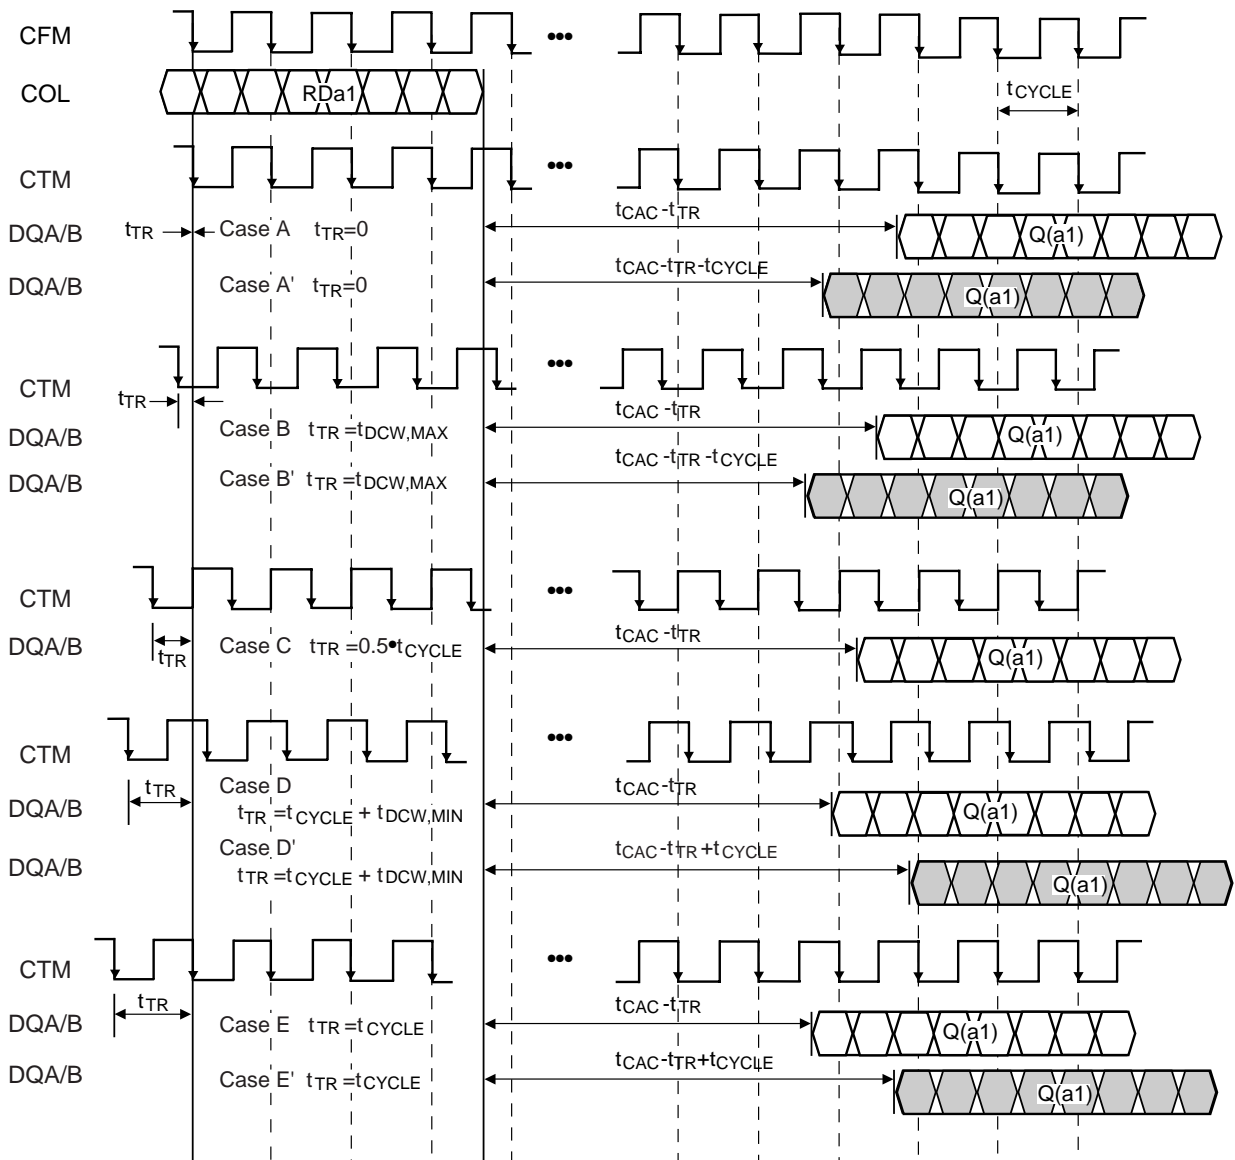 CFM
•••
COL
RDa1
tCYCLE
CTM
•••
tCAC-tTR
DQA/B
tTR
Case A tTR=0
Q(a1)
tCAC-tTR-tCYCLE
DQA/B
Case A' tTR=0
Q(a1)
CTM
•••
tTR
tCAC-tTR
DQA/B
Case B tTR=tDCW,MAX
Q(a1)
tCAC-tTR-tCYCLE
DQA/B
Case B' tTR=tDCW,MAX
Q(a1)
CTM
•••
tCAC-tTR
DQA/B
tTR
Case C tTR=0.5•tCYCLE
Q(a1)
CTM
•••
tTR
Case D
tCAC-tTR
DQA/B
tTR=tCYCLE + tDCW,MIN
Q(a1)
Case D'
tCAC-tTR+tCYCLE
DQA/B
tTR=tCYCLE + tDCW,MIN
Q(a1)
CTM
•••
tTR
tCAC-tTR
DQA/B
Case E tTR=tCYCLE
Q(a1)
tCAC-tTR+tCYCLE
DQA/B
Case E' tTR=tCYCLE
Q(a1)